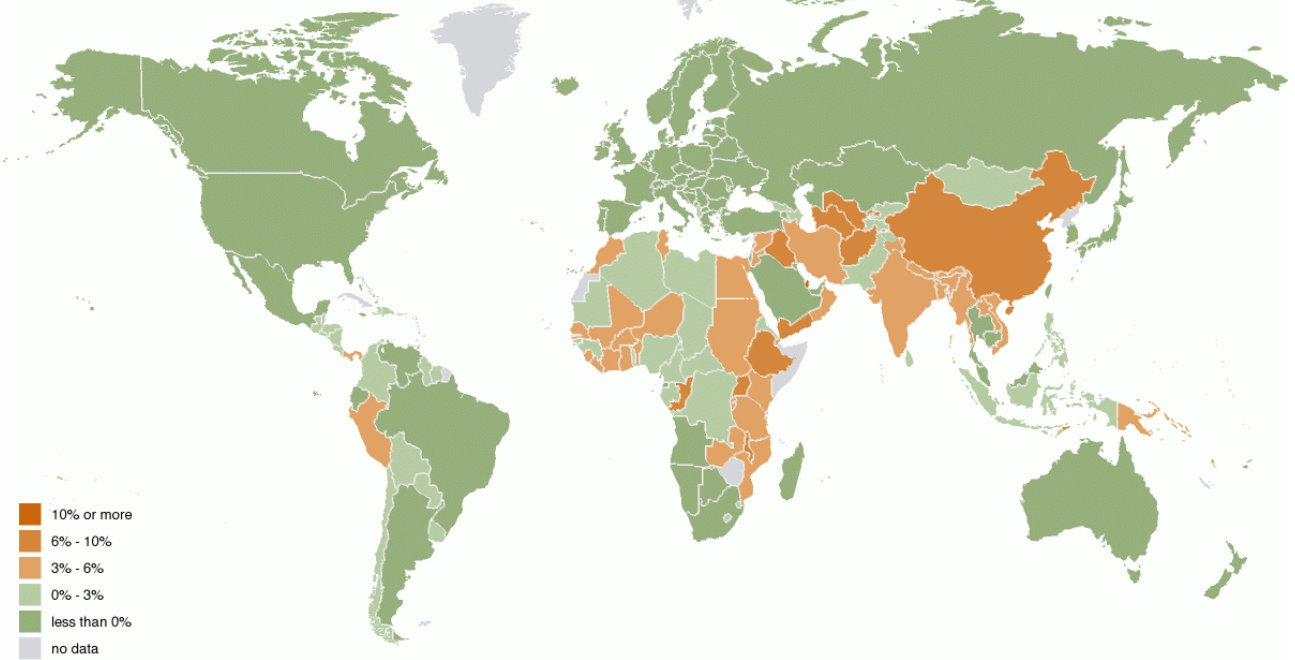 10% or more
6% - 10%
3% - 6%
0% - 3%
less than 0%
no data